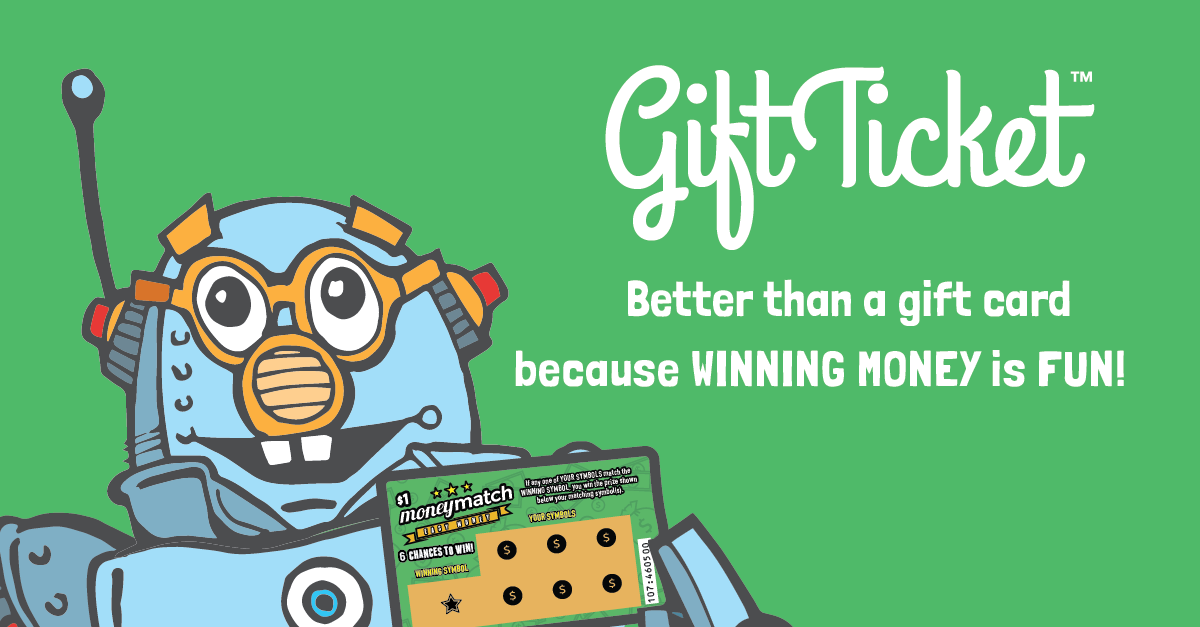 GiftTicket™
Better than a gift card
because WINNING MONEY is FUN!
$1
moneymatch
6 CHANCES TO WIN!
WINNING SYMBOL
If any one of YOUR SYMBOLS match the
WINNING SYMBOL, you win the prize shown
below your matching symbol(s).
YOUR SYMBOLS
$ $ $
$ $ $
107:460500